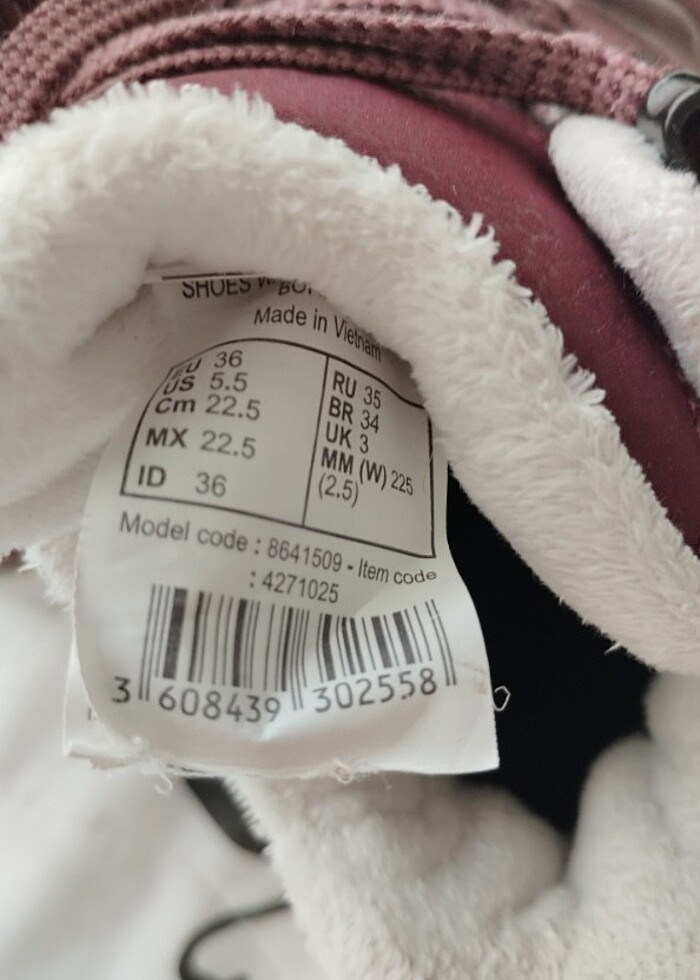 SHOES
Made in Vietnam
EU 36
US 5.5
Cm 22.5
MX 22.5
ID 36
RU 35
BR 34
UK 3
MM (W) 225
(2.5)
Model code : 8641509 - Item code
: 4271025
3 608439 302558